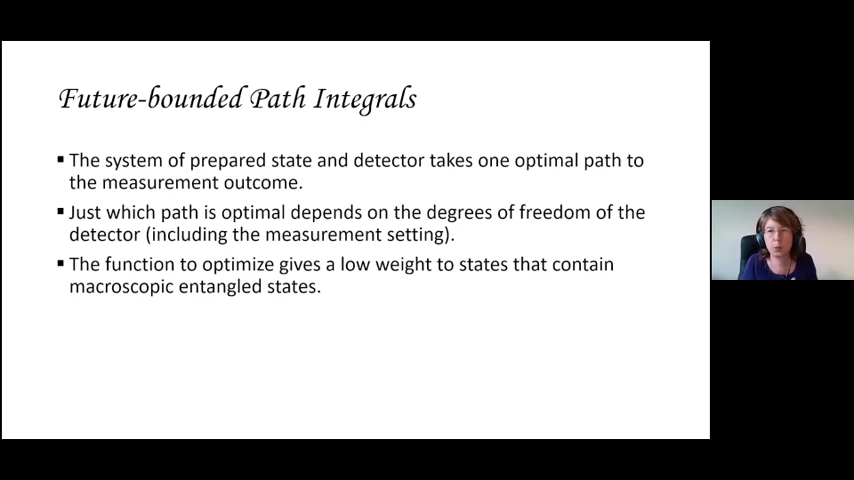 Future-bounded Path Integrals
▪ The system of prepared state and detector takes one optimal path to
the measurement outcome.
▪ Just which path is optimal depends on the degrees of freedom of the
detector (including the measurement setting).
▪ The function to optimize gives a low weight to states that contain
macroscopic entangled states.